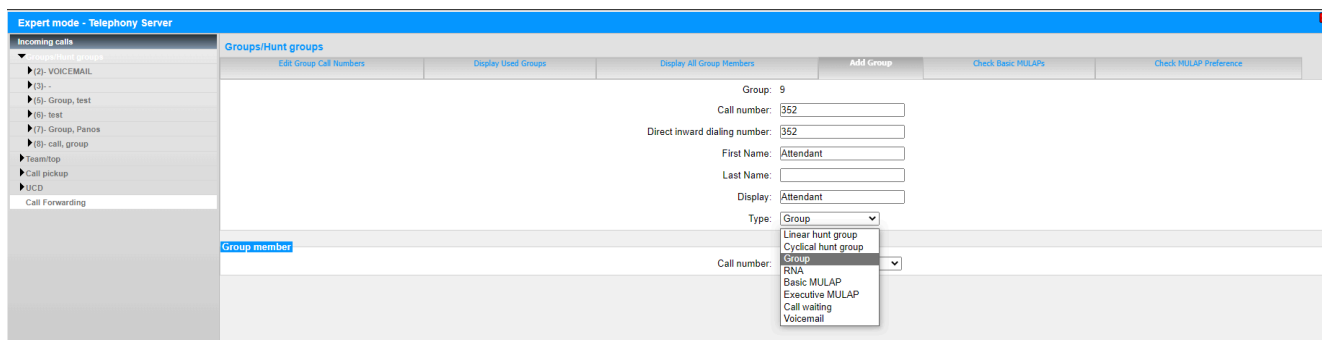 Expert mode - Telephony Server
Incoming calls
Groups/Hunt groups
(2)- VOICEMAIL
(3)- -
(5)- Group, test
(6)- test
(7)- Group, Panos
(8)- call, group
Team/top
Call pickup
UCD
Call Forwarding
Groups/Hunt groups
Edit Group Call Numbers Display Used Groups Display All Group Members Add Group Check Basic MULAPs Check MULAP Preference
Group: 9
Call number: 352
Direct inward dialing number: 352
First Name: Attendant
Last Name:
Display: Attendant
Type: Group
Linear hunt group
Cyclical hunt group
Group
RNA
Basic MULAP
Executive MULAP
Call waiting
Voicemail
Group member
Call number: